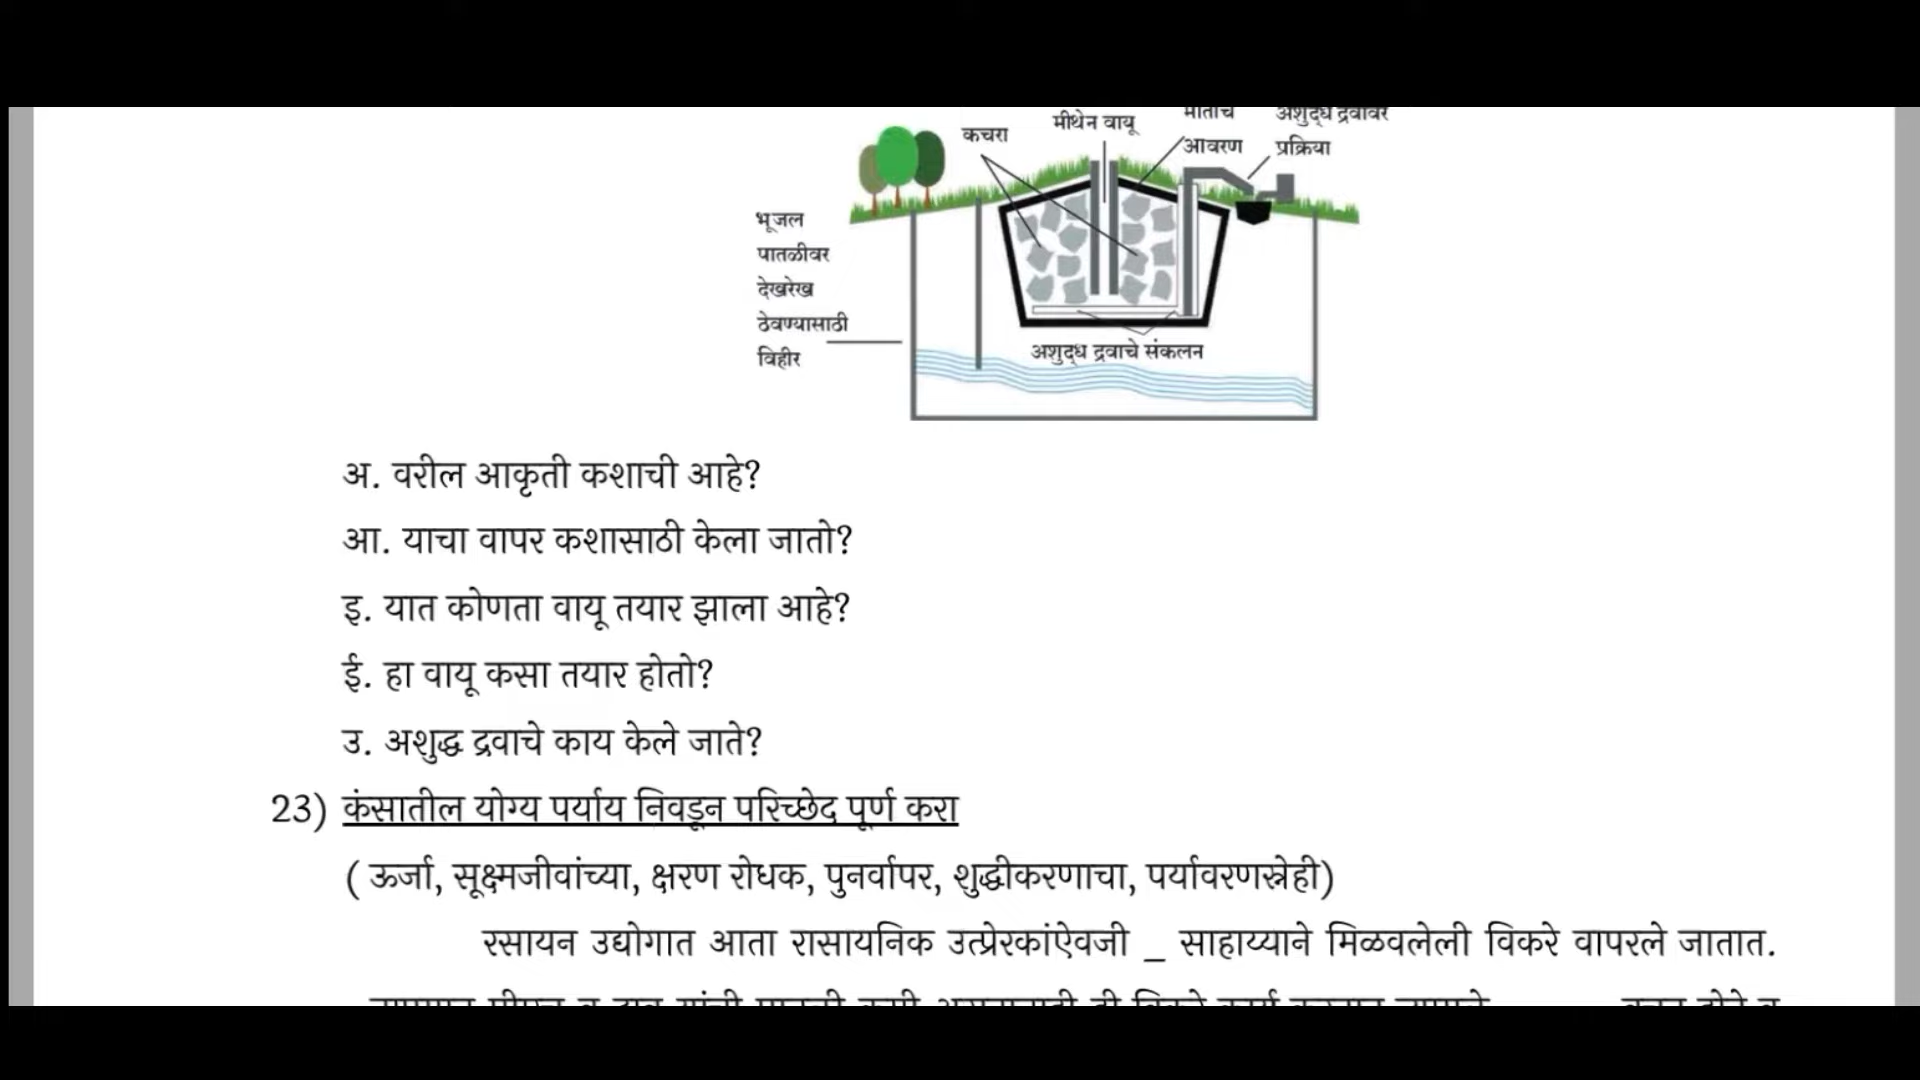 मीथेन वायू
कचरा
अशुद्ध द्रवावर
आवरण
प्रक्रिया
भूजल
पातळीवर
देखरेख
ठेवण्यासाठी
विहीर
अशुद्ध द्रवाचे संकलन
अ. वरील आकृती कशाची आहे?
आ. याचा वापर कशासाठी केला जातो?
इ. यात कोणता वायू तयार झाला आहे?
ई. हा वायू कसा तयार होतो?
उ. अशुद्ध द्रवाचे काय केले जाते?
23) कंसातील योग्य पर्याय निवडून परिच्छेद पूर्ण करा
( ऊर्जा, सूक्ष्मजीवांच्या, क्षरण रोधक, पुनर्वापर, शुद्धीकरणाचा, पर्यावरणस्नेही)
रसायन उद्योगात आता रासायनिक उत्प्रेरकांऐवजी _ साहाय्याने मिळवलेली विकरे वापरले जातात.